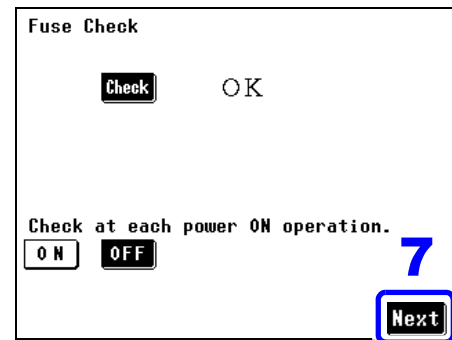 Fuse Check
Check OK
Check at each power ON operation.
ON OFF
7
Next